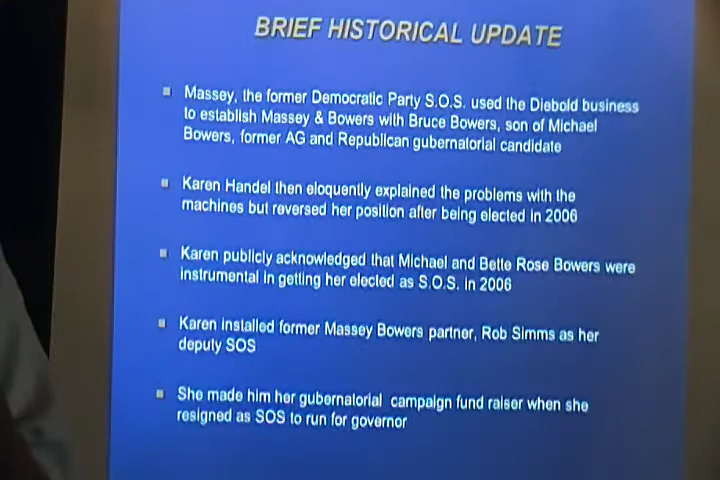 BRIEF HISTORICAL UPDATE
Massey, the former Democratic Party S.O.S. used the Diebold business
to establish Massey & Bowers with Bruce Bowers, son of Michael
Bowers, former AG and Republican gubernatorial candidate
Karen Handel then eloquently explained the problems with the
machines but reversed her position after being elected in 2006
Karen publicly acknowledged that Michael and Bette Rose Bowers were
instrumental in getting her elected as S.O.S. in 2006
Karen installed former Massey Bowers partner, Rob Simms as her
deputy SOS
She made him her gubernatorial campaign fund raiser when she
resigned as SOS to run for governor